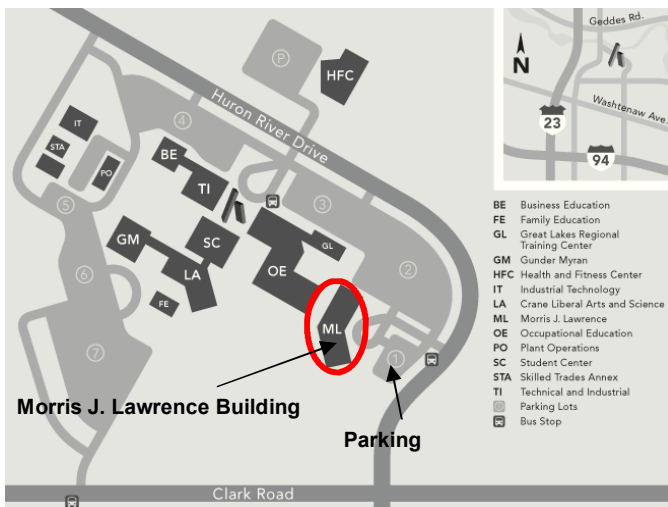 Geddes Rd.
N
Washtenaw Ave.
23
94
P
HFC
Huron River Drive
IT
4
STA
BE
PO
TI
5
3
GM
SC
GL
LA
OE
2
6
FE
ML
7
1
Morris J. Lawrence Building
Parking
Clark Road
BE Business Education
FE Family Education
GL Great Lakes Regional
Training Center
GM Gunder Myran
HFC Health and Fitness Center
IT Industrial Technology
LA Crane Liberal Arts and Science
ML Morris J. Lawrence
OE Occupational Education
PO Plant Operations
SC Student Center
STA Skilled Trades Annex
TI Technical and Industrial
Parking Lots
Bus Stop